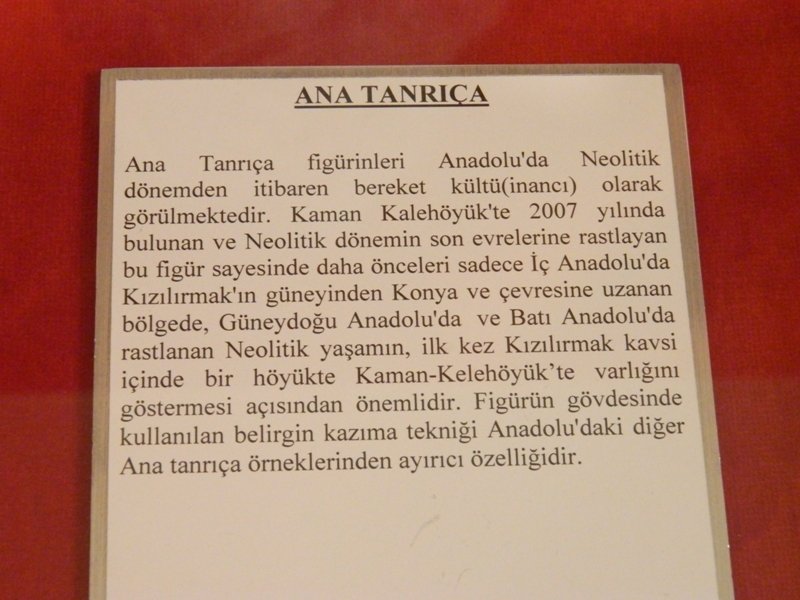 ANA TANRIÇA
Ana Tanrıça figürinleri Anadolu'da Neolitik
dönemden itibaren bereket kültü(inancı) olarak
görülmektedir. Kaman Kalehöyük'te 2007 yılında
bulunan ve Neolitik dönemin son evrelerine rastlayan
bu figür sayesinde daha önceleri sadece İç Anadolu'da
Kızılırmak'ın güneyinden Konya ve çevresine uzanan
bölgede, Güneydoğu Anadolu'da ve Batı Anadolu'da
rastlanan Neolitik yaşamın, ilk kez Kızılırmak kavsi
içinde bir höyükte Kaman-Kelehöyük’te varlığını
göstermesi açısından önemlidir. Figürün gövdesinde
kullanılan belirgin kazıma tekniği Anadolu'daki diğer
Ana tanrıça örneklerinden ayırıcı özelliğidir.